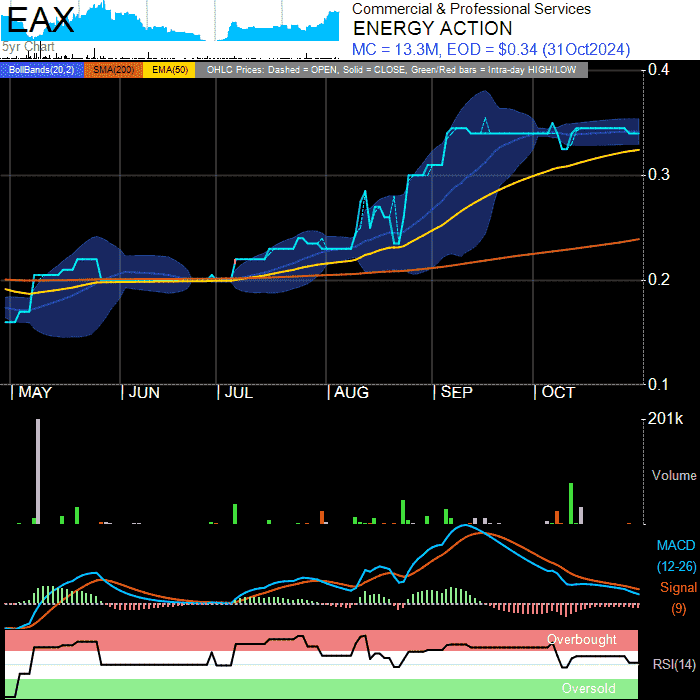 EAX
Commercial & Professional Services
ENERGY ACTION
5yr Chart
MC = 13.3M, EOD = $0.34 (31Oct2024)
BollBands(20,2) SMA(200) EMA(50) OHLC Prices: Dashed = OPEN, Solid = CLOSE, Green/Red bars = Intra-day HIGH/LOW
0.4
0.3
0.2
0.1
| MAY | JUN | JUL | AUG | SEP | OCT
201k
Volume
MACD
(12-26)
Signal
(9)
Overbought
RSI(14)
Oversold